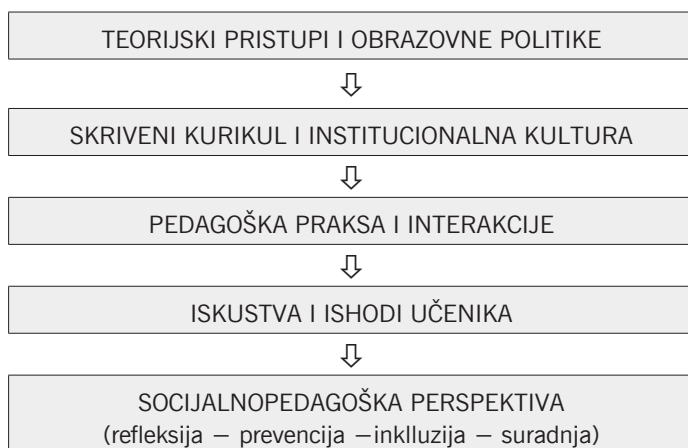 TEORIJSKI PRISTUPI I OBRAZOVNE POLITIKE
SKRIVENI KURIKUL I INSTITUCIONALNA KULTURA
PEDAGOŠKA PRAKSA I INTERAKCIJE
ISKUSTVA I ISHODI UČENIKA
SOCIJALNOPEDAGOŠKA PERSPEKTIVA
(refleksija — prevencija —inklluzija — suradnja)